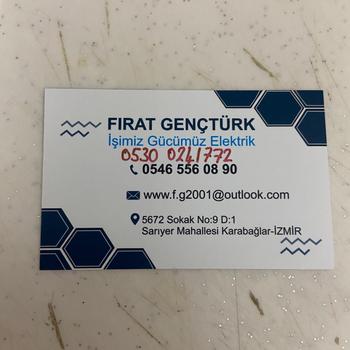 FIRAT GENÇTÜRK
İşimiz Gücümüz Elektrik
0530 0241772
0546 556 08 90
www.f.g2001@outlook.com
5672 Sokak No:9 D:1
Sarıyer Mahallesi Karabağlar-İZMİR